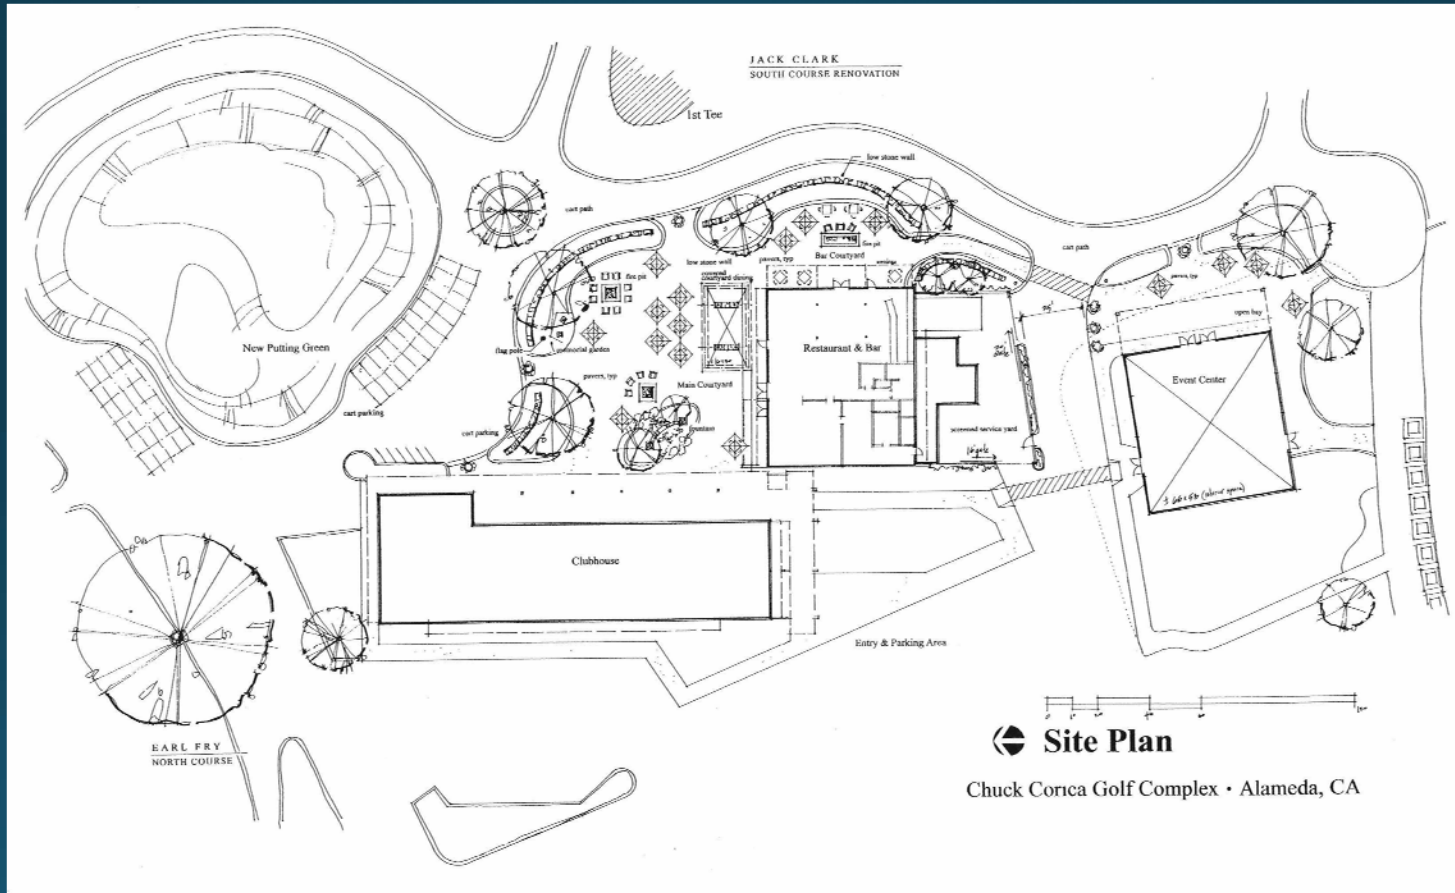 JACK CLARK
SOUTH COURSE RENOVATION
1st Tee
low stone wall
cart path
cart path
fire pit
pavers, typ
Bar Courtyard
low stone wall
covered
courtyard dining
awnings
fire pit
pavers, typ
open bay
New Putting Green
Restaurant & Bar
flag pole
memorial garden
pavers, typ
Main Courtyard
Event Center
cart parking
fountain
cart parking
screened service yard
Clubhouse
Entry & Parking Area
EARL FRY
NORTH COURSE
0
Site Plan
Chuck Corica Golf Complex • Alameda, CA